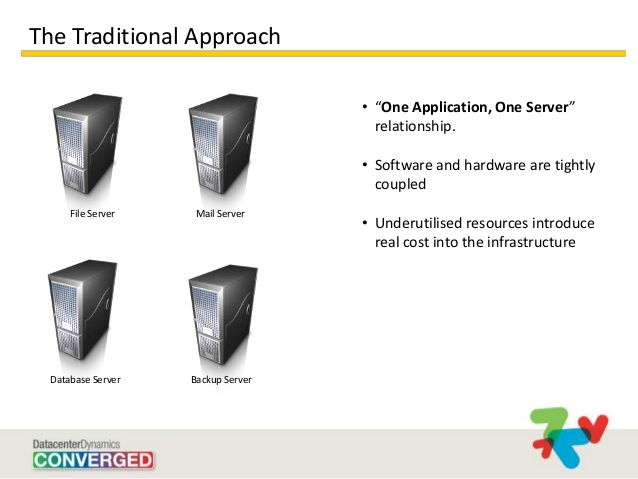 The Traditional Approach
• “One Application, One Server”
relationship.
• Software and hardware are tightly
coupled
• Underutilised resources introduce
real cost into the infrastructure
File Server
Mail Server
Database Server
Backup Server
DatacenterDynamics
CONVERGED